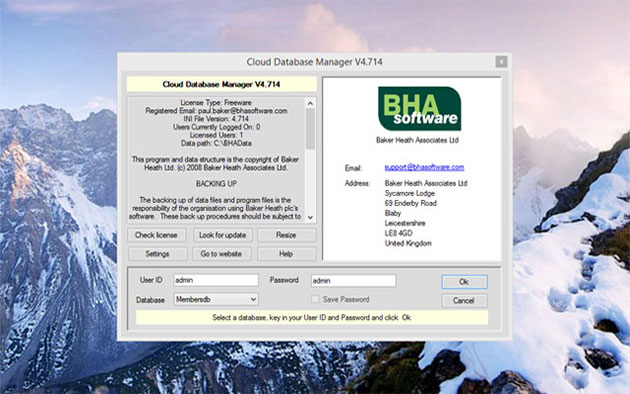 Cloud Database Manager V4.714
Cloud Database Manager V4.714
License Type: Freeware
Registered Email: paul.baker@bhasoftware.com
INI File Version: 4.714
Users Currently Logged On: 0
Licensed Users: 1
Data path: C:\BHAData
This program and data structure is the copyright of Baker
Heath Ltd. (c) 2008 Baker Heath Associates Ltd.
BACKING UP
The backing up of data files and program files is the
responsibility of the organisation using Baker Heath plc's
software. These back up procedures should be subject to
Check license
Look for update
Resize
Settings
Go to website
Help
BHA
software
Baker Heath Associates Ltd
Email: support@bhasoftware.com
Address: Baker Heath Associates Ltd
Sycamore Lodge
69 Enderby Road
Blaby
Leicestershire
LE8 4GD
United Kingdom
User ID admin Password admin Ok
Database Membersdb Save Password Cancel
Select a database, key in your User ID and Password and click Ok